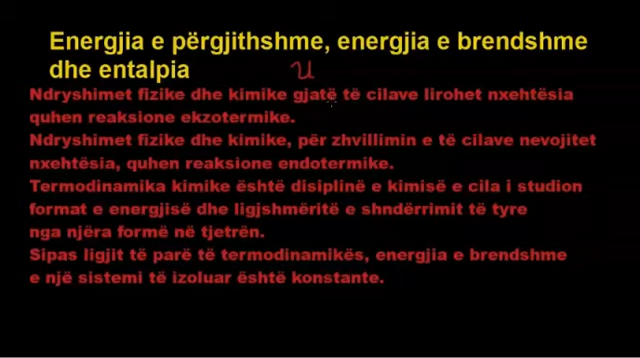 Energjia e përgjithshme, energjia e brendshme
dhe entalpia
u
Ndryshimet fizike dhe kimike gjatë të cilave lirohet nxehtësia
quhen reaksione ekzotermike.
Ndryshimet fizike dhe kimike, për zhvillimin e të cilave nevojitet
nxehtësia, quhen reaksione endotermike.
Termodinamika kimike është disiplinë e kimisë e cila i studion
format e energjisë dhe ligjshmëritë e shndërrimit të tyre
nga njëra formë në tjetrën.
Sipas ligjit të parë të termodinamikës, energjia e brendshme
e një sistemi të izoluar është konstante.